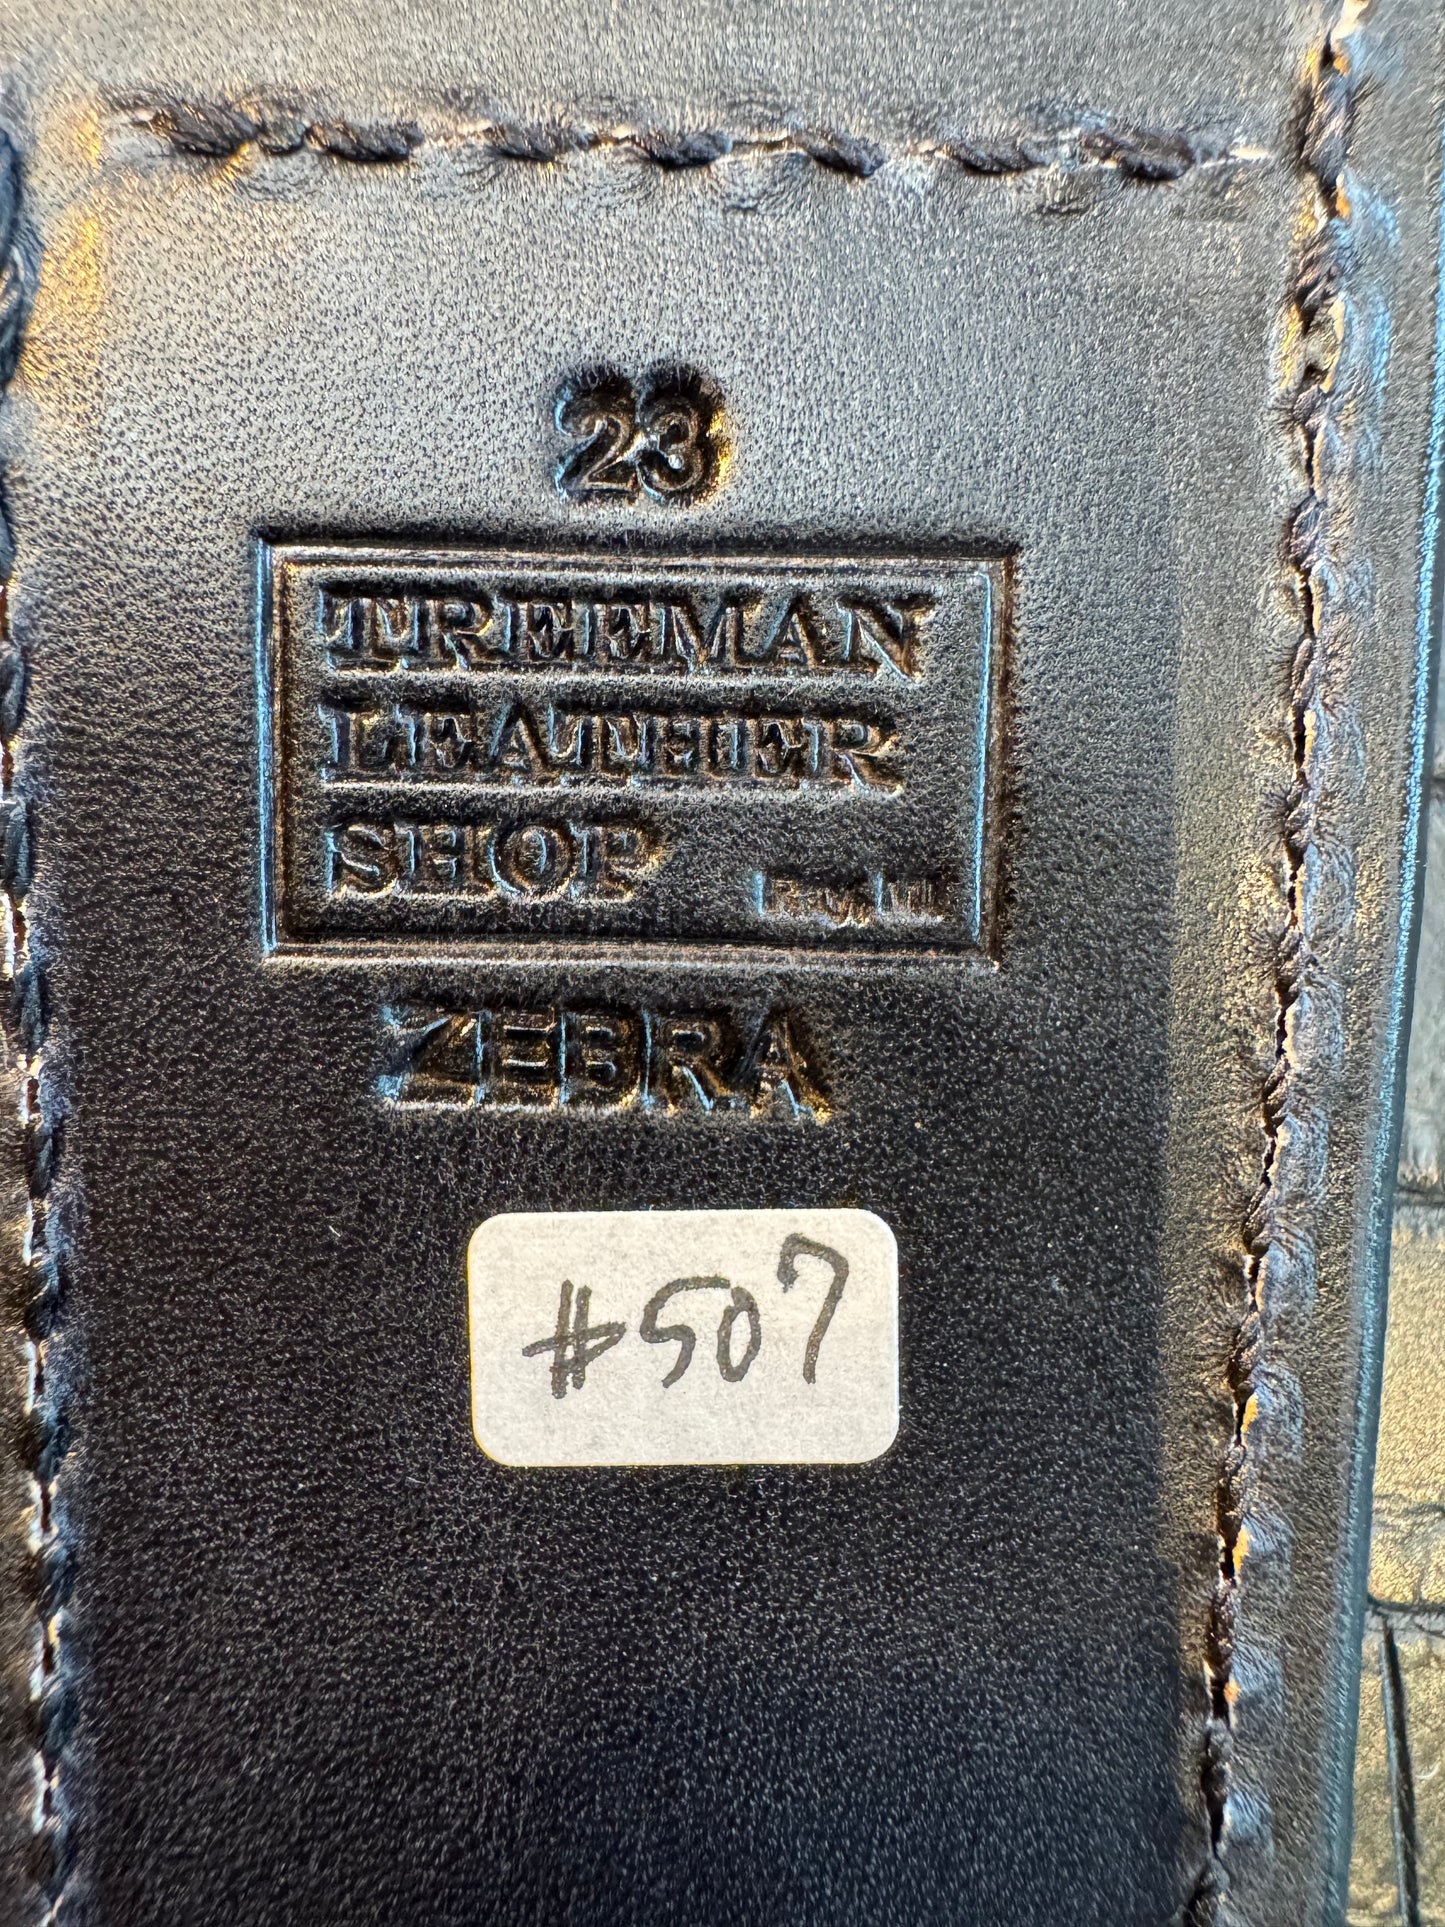 23
TREEMAN
LEATHER
SHOP
ZEBRA
#507